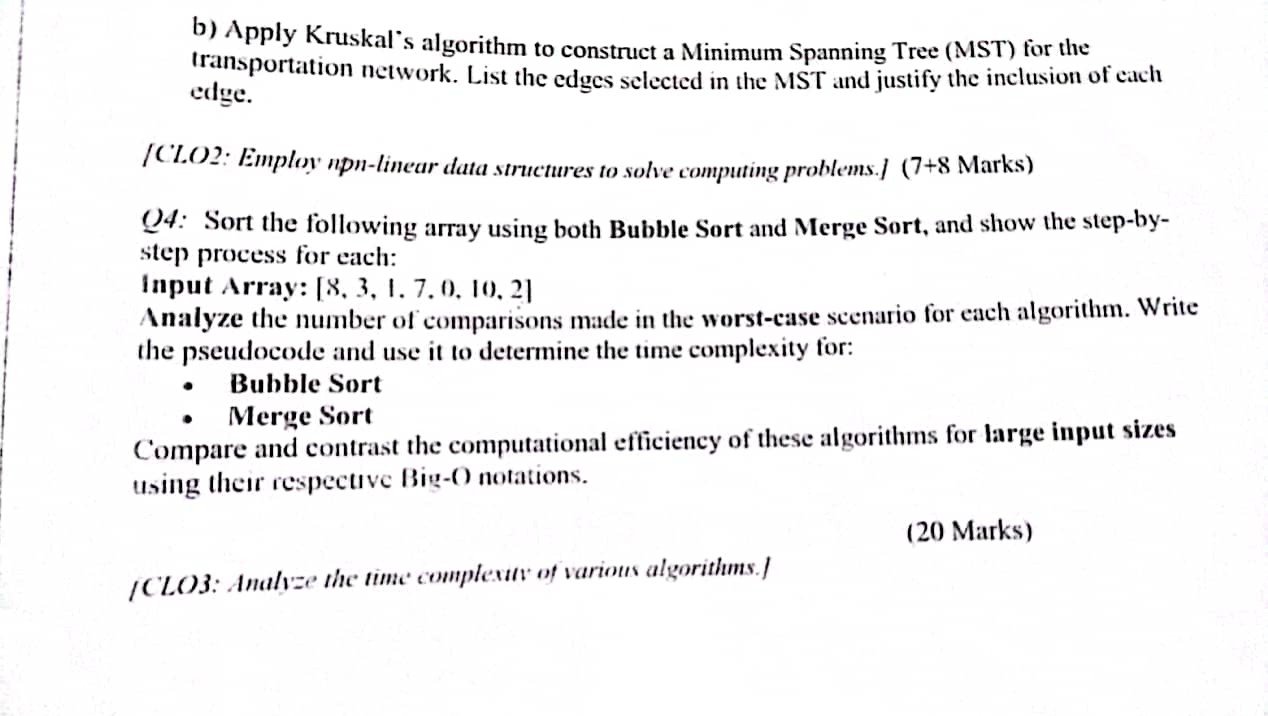 b) Apply Kruskal's algorithm to construct a Minimum Spanning Tree (MST) for the
transportation network. List the edges selected in the MST and justify the inclusion of each
edge.
[CLO2: Employ npn-linear data structures to solve computing problems.] (7+8 Marks)
Q4: Sort the following array using both Bubble Sort and Merge Sort, and show the step-by-
step process for each:
Input Array: [8, 3, 1. 7. 0. 10, 2]
Analyze the number of comparisons made in the worst-case scenario for each algorithm. Write
the pseudocode and use it to determine the time complexity for:
• Bubble Sort
• Merge Sort
Compare and contrast the computational efficiency of these algorithms for large input sizes
using their respective Big-O notations.
(20 Marks)
[CLO3: Analyze the time complexity of various algorithms.]